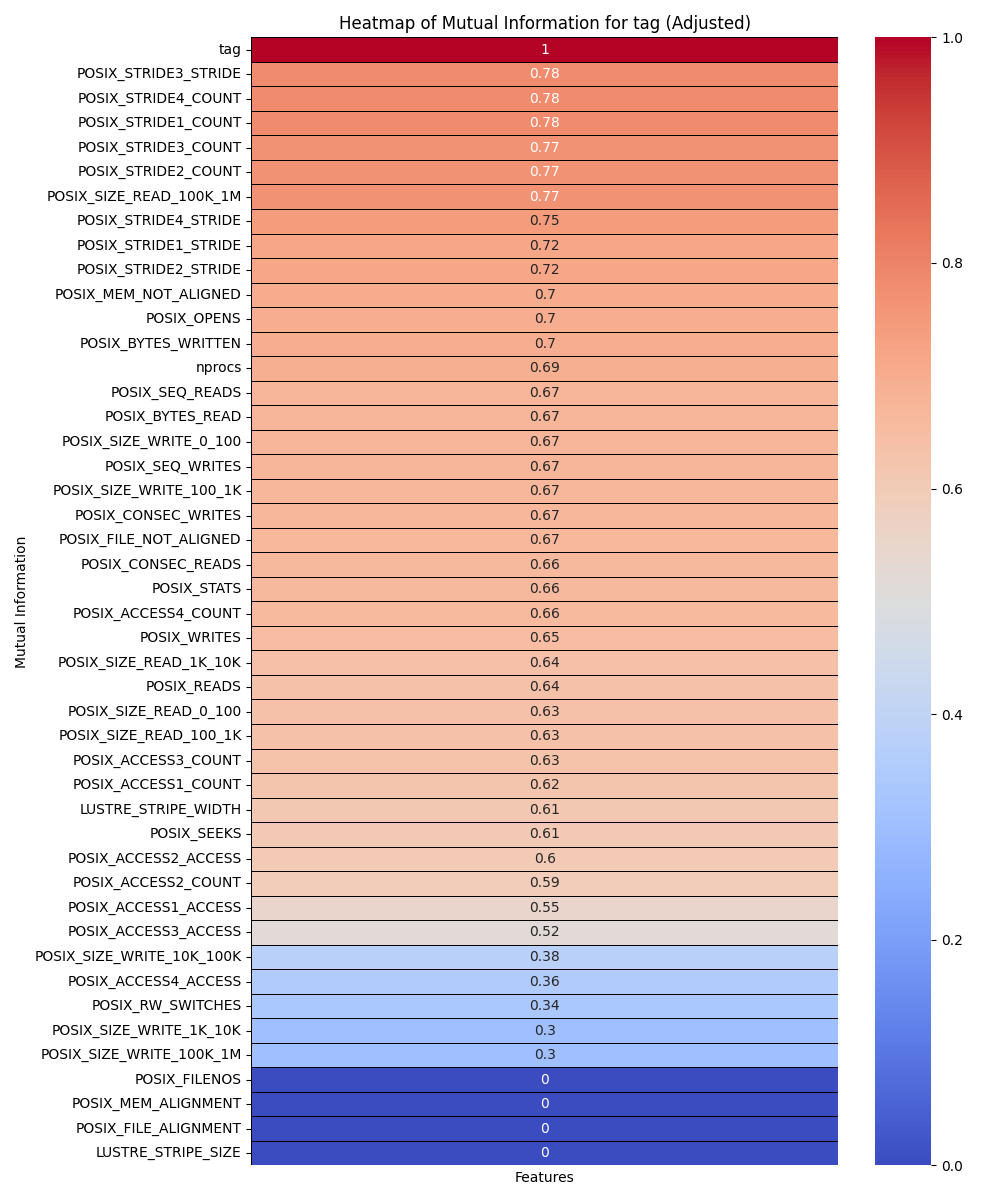 Heatmap of Mutual Information for tag (Adjusted)
tag 1
POSIX_STRIDE3_STRIDE 0.78
POSIX_STRIDE4_COUNT 0.78
POSIX_STRIDE1_COUNT 0.78
POSIX_STRIDE3_COUNT 0.77
POSIX_STRIDE2_COUNT 0.77
POSIX_SIZE_READ_100K_1M 0.77
POSIX_STRIDE4_STRIDE 0.75
POSIX_STRIDE1_STRIDE 0.72
POSIX_STRIDE2_STRIDE 0.72
POSIX_MEM_NOT_ALIGNED 0.7
POSIX_OPENS 0.7
POSIX_BYTES_WRITTEN 0.7
nprocs 0.69
POSIX_SEQ_READS 0.67
POSIX_BYTES_READ 0.67
POSIX_SIZE_WRITE_0_100 0.67
POSIX_SEQ_WRITES 0.67
POSIX_SIZE_WRITE_100_1K 0.67
POSIX_CONSEC_WRITES 0.67
POSIX_FILE_NOT_ALIGNED 0.67
POSIX_CONSEC_READS 0.66
POSIX_STATS 0.66
POSIX_ACCESS4_COUNT 0.66
POSIX_WRITES 0.65
POSIX_SIZE_READ_1K_10K 0.64
POSIX_READS 0.64
POSIX_SIZE_READ_0_100 0.63
POSIX_SIZE_READ_100_1K 0.63
POSIX_ACCESS3_COUNT 0.63
POSIX_ACCESS1_COUNT 0.62
LUSTRE_STRIPE_WIDTH 0.61
POSIX_SEEKS 0.61
POSIX_ACCESS2_ACCESS 0.6
POSIX_ACCESS2_COUNT 0.59
POSIX_ACCESS1_ACCESS 0.55
POSIX_ACCESS3_ACCESS 0.52
POSIX_SIZE_WRITE_10K_100K 0.38
POSIX_ACCESS4_ACCESS 0.36
POSIX_RW_SWITCHES 0.34
POSIX_SIZE_WRITE_1K_10K 0.3
POSIX_SIZE_WRITE_100K_1M 0.3
POSIX_FILENOS 0
POSIX_MEM_ALIGNMENT 0
POSIX_FILE_ALIGNMENT 0
LUSTRE_STRIPE_SIZE 0
Features
Mutual Information
1.0
0.8
0.6
0.4
0.2
0.0